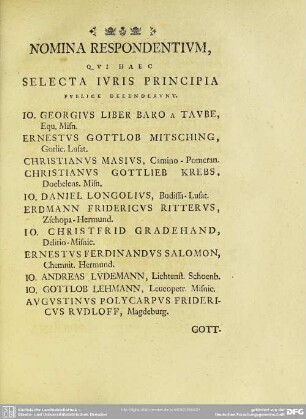 NOMINA RESPONDENTIVM,
QVI HAEC
SELECTA IVRIS PRINCIPIA
PVBLICE DEFENDERVNT.
IO. GEORGIVS LIBER BARO A TAVBE,
Equ. Misn.
ERNESTVS GOTTLOB MITSCHING,
Gorlic. Lusat.
CHRISTIANVS MASIVS, Camino-Pomeran.
CHRISTIANVS GOTTLIEB KREBS,
Doebeleas. Misn.
IO. DANIEL LONGOLIVS, Budissa-Lusat.
ERDMANN FRIDERICVS RITTERVS,
Zschopa-Hermund.
IO. CHRISTFRID GRADEHAND,
Delitio-Misnic.
ERNESTVS FERDINANDVS SALOMON,
Chemnit. Hermund.
IO. ANDREAS LVDEMANN, Lichtenst. Schoenb.
IO. GOTTLOB LEHMANN, Leucopetr. Misnic.
AVGVSTINVS POLYCARPVS FRIDERI-
CVS RVDLOFF, Magdeburg.
GOTT-